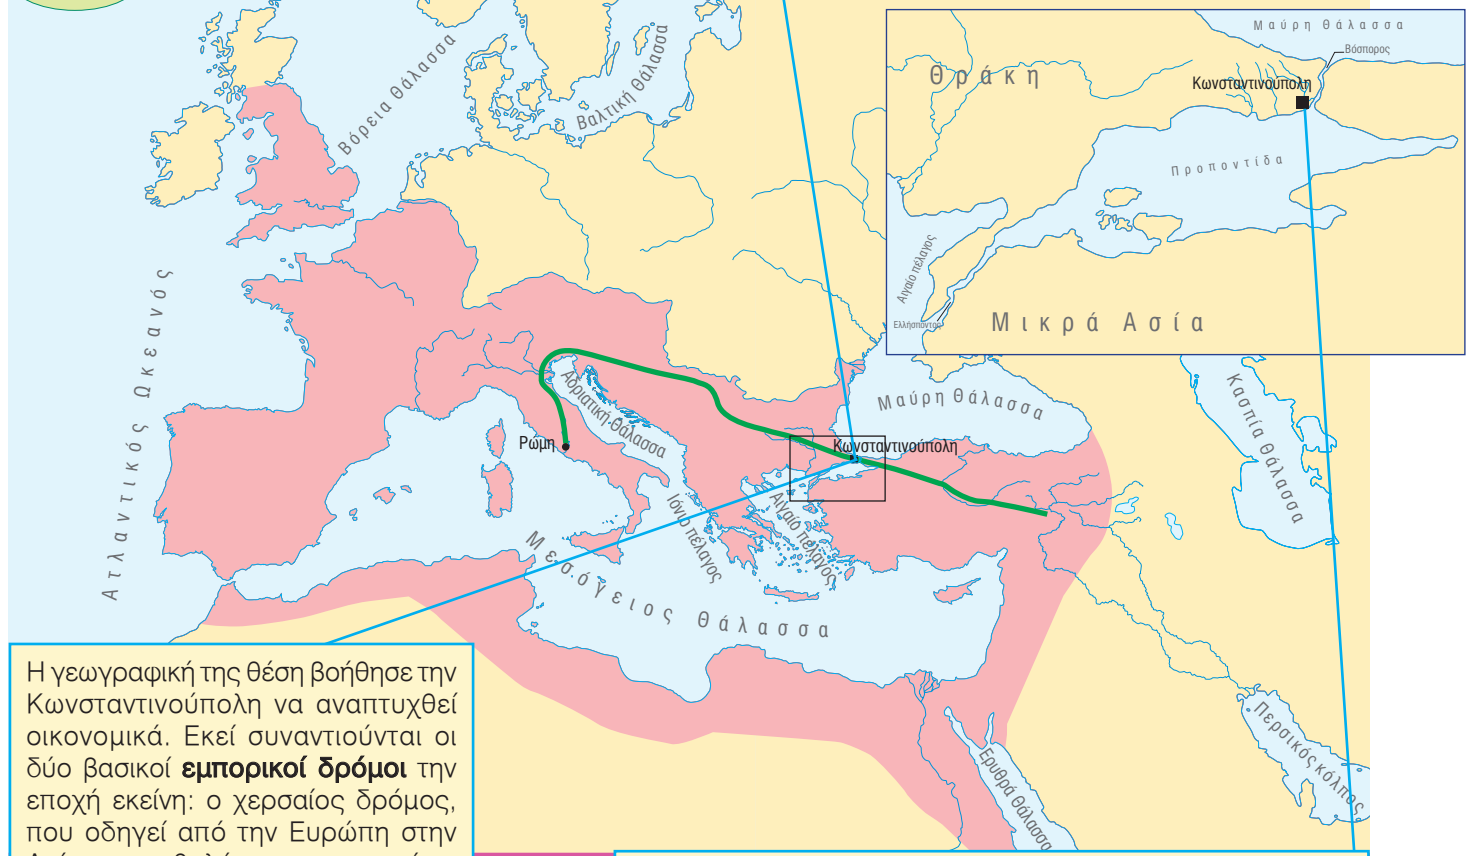 Μαύρη Θάλασσα
Βόσπορος
Θράκη
Κωνσταντινούπολη
Προποντίδα
Αιγαίο πέλαγος
Ελλήσποντος
Μικρά Ασία
Βόρεια Θάλασσα
Βαλτική Θάλασσα
Ατλαντικός Ωκεανός
Αδριατική Θάλασσα
Ρώμη
Μαύρη Θάλασσα
Κωνσταντινούπολη
Κασπία Θάλασσα
Ιόνιο πέλαγος
Αιγαίο πέλαγος
Μεσόγειος Θάλασσα
Περσικός κόλπος
Ερυθρά Θάλασσα
Η γεωγραφική της θέση βοήθησε την
Κωνσταντινούπολη να αναπτυχθεί
οικονομικά. Εκεί συναντιούνται οι
δύο βασικοί εμπορικοί δρόμοι την
εποχή εκείνη: ο χερσαίος δρόμος,
που οδηγεί από την Ευρώπη στην